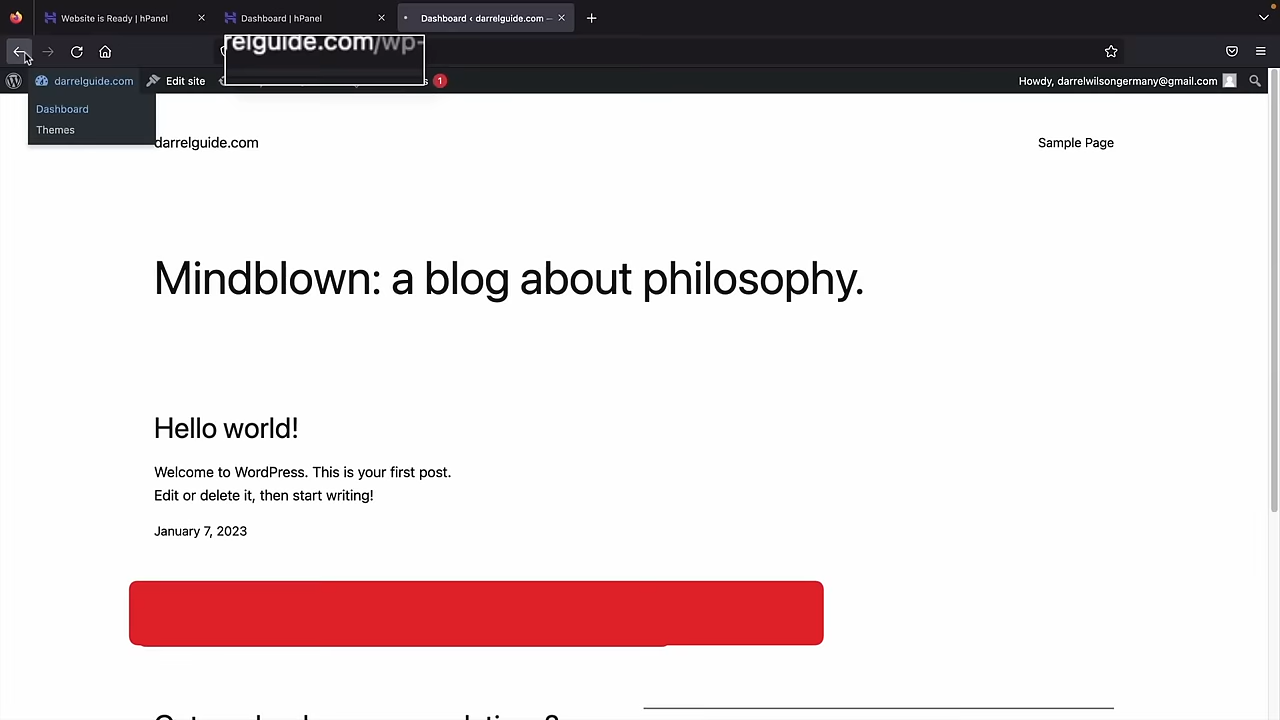 Website is Ready | hPanel
Dashboard | hPanel
Dashboard ‹ darrelguide.com —
relguide.com/wp-
darrelguide.com
Edit site
1
Howdy, darrelwilsongermany@gmail.com
Dashboard
Themes
darrelguide.com
Sample Page
Mindblown: a blog about philosophy.
Hello world!
Welcome to WordPress. This is your first post.
Edit or delete it, then start writing!
January 7, 2023